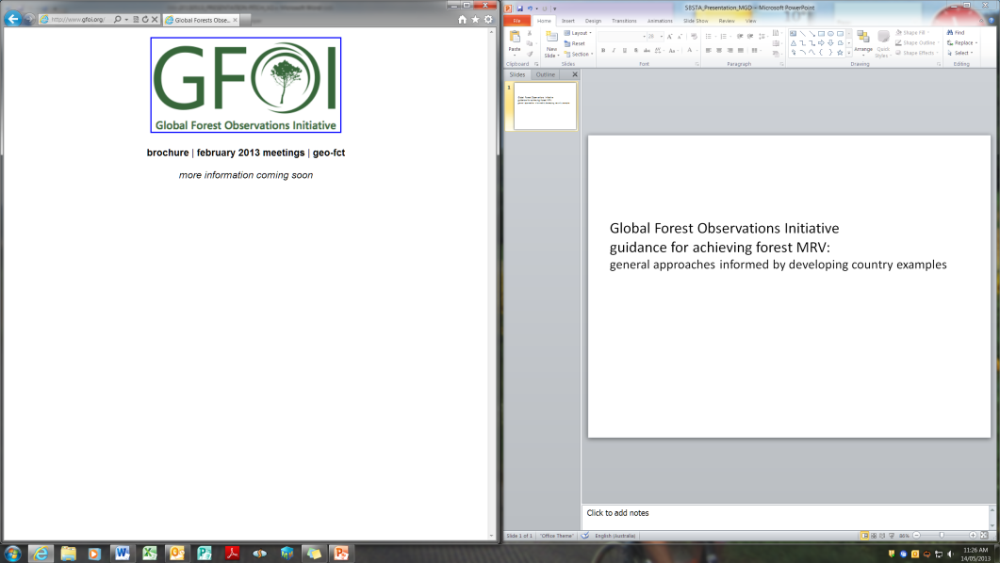 http://www.gfoi.org/
Global Forests Obse...
GFOI
Global Forest Observations Initiative
brochure | february 2013 meetings | geo-fct
more information coming soon
SBSTA_Presentation_MGD – Microsoft PowerPoint
File Home Insert Design Transitions Animations Slide Show Review View
Paste
Clipboard
New Slide
Layout
Reset
Section
Slides
Font
Paragraph
Arrange
Quick Styles
Shape Fill
Shape Outline
Shape Effects
Drawing
Find
Replace
Select
Editing
Slides Outline
1
Global Forest Observations Initiative
guidance for achieving forest MRV:
general approaches informed by developing country examples
Click to add notes
Slide 1 of 1 "Office Theme" English (Australia) 86%
11:26 AM
14/05/2013